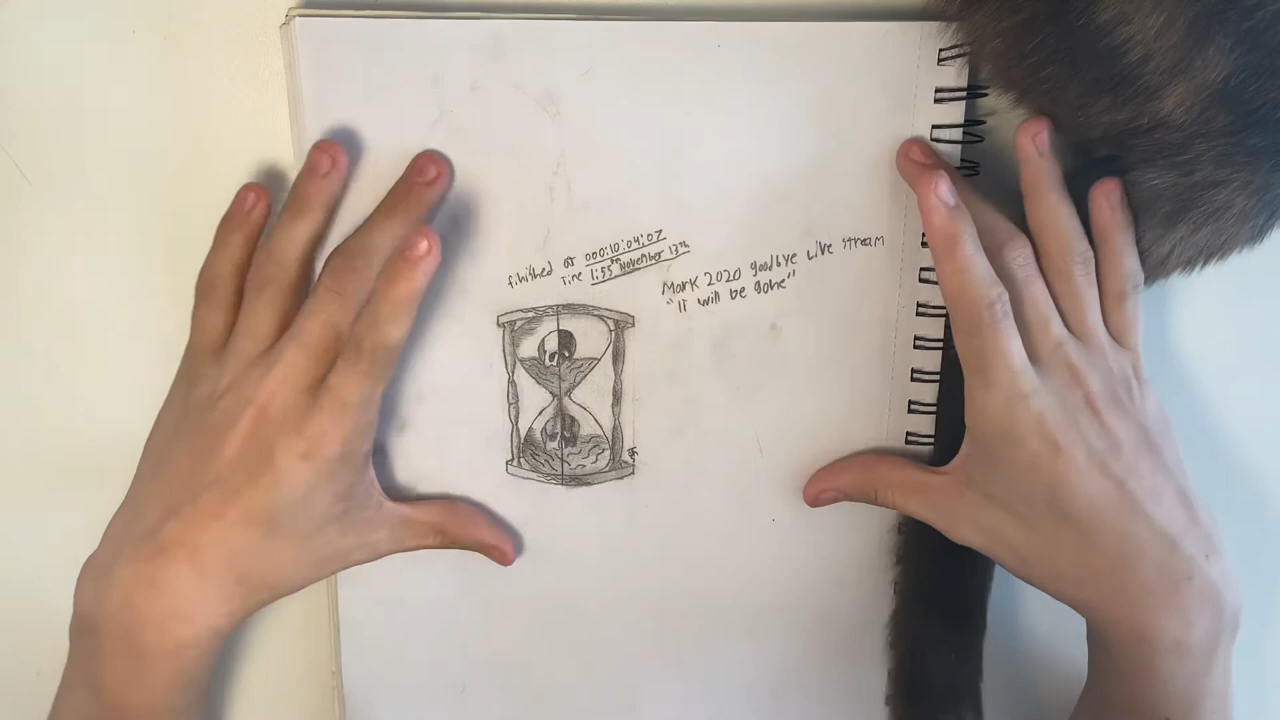 finished at 000:10:04:07
Time 1:55 PM November 13th
Mark 2020 goodbye Live stream
"It will be gone"